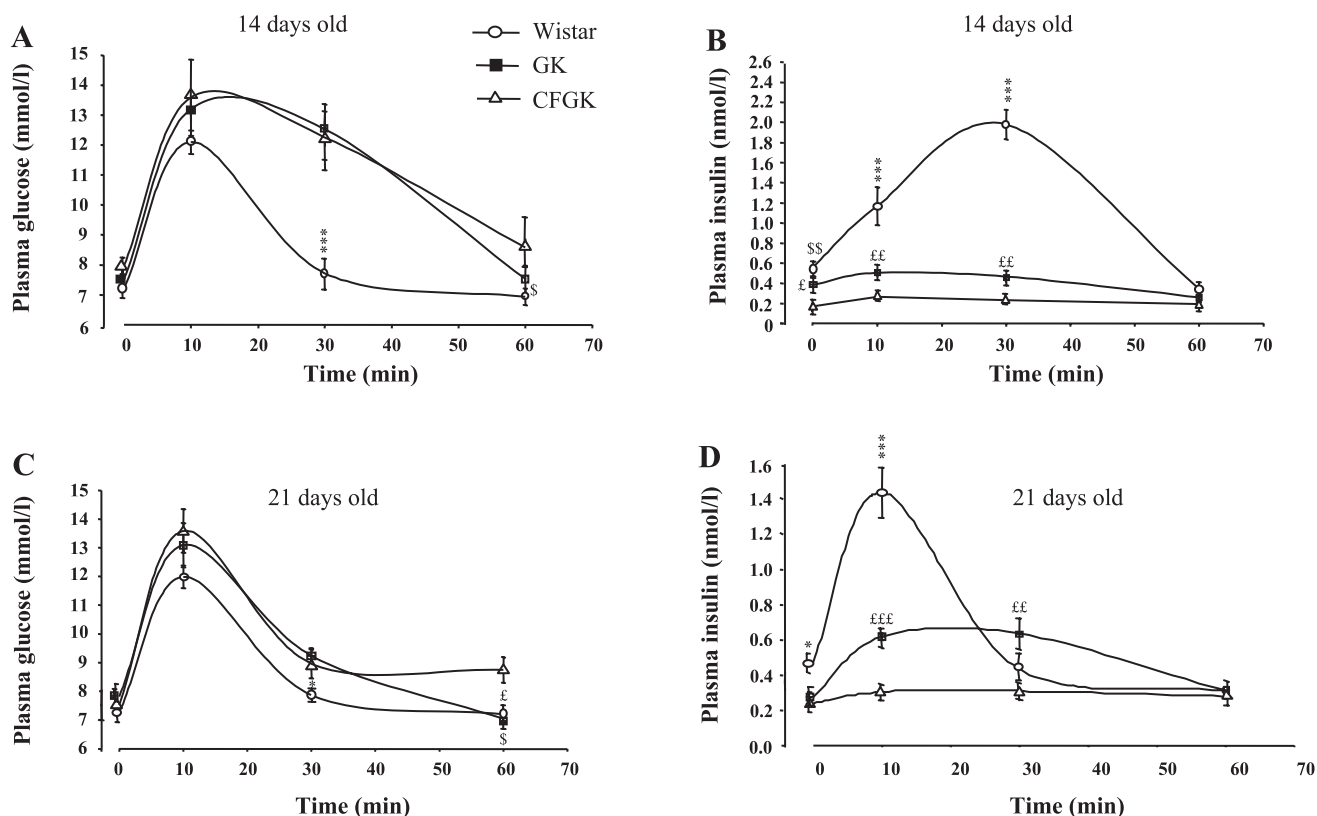 A
14 days old
Wistar
GK
CFGK
Plasma glucose (mmol/l)
15
14
13
12
11
10
9
8
7
6
***
$
0 10 20 30 40 50 60 70
Time (min)
B
14 days old
Plasma insulin (nmol/l)
2.6
2.4
2.2
2.0
1.8
1.6
1.4
1.2
1.0
0.8
0.6
0.4
0.2
0
***
***
$$
££
££
£
0 10 20 30 40 50 60 70
Time (min)
C
21 days old
Plasma glucose (mmol/l)
15
14
13
12
11
10
9
8
7
6
*
£
$
0 10 20 30 40 50 60 70
Time (min)
D
21 days old
Plasma insulin (nmol/l)
1.6
1.4
1.2
1.0
0.8
0.6
0.4
0.2
0.0
***
££
£££
*
0 10 20 30 40 50 60 70
Time (min)